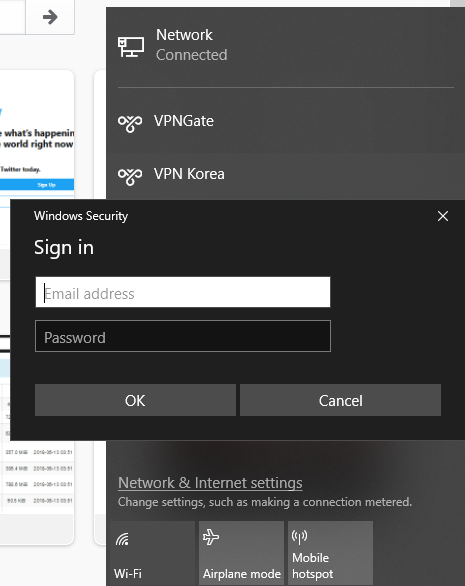 Network
Connected
VPNGate
VPN Korea
e what's happenin
e world right now
Twitter today.
Sign Up
Windows Security
Sign in
Email address
Password
OK
Cancel
Network & Internet settings
Change settings, such as making a connection metered.
Wi-Fi
Airplane mode
Mobile
hotspot